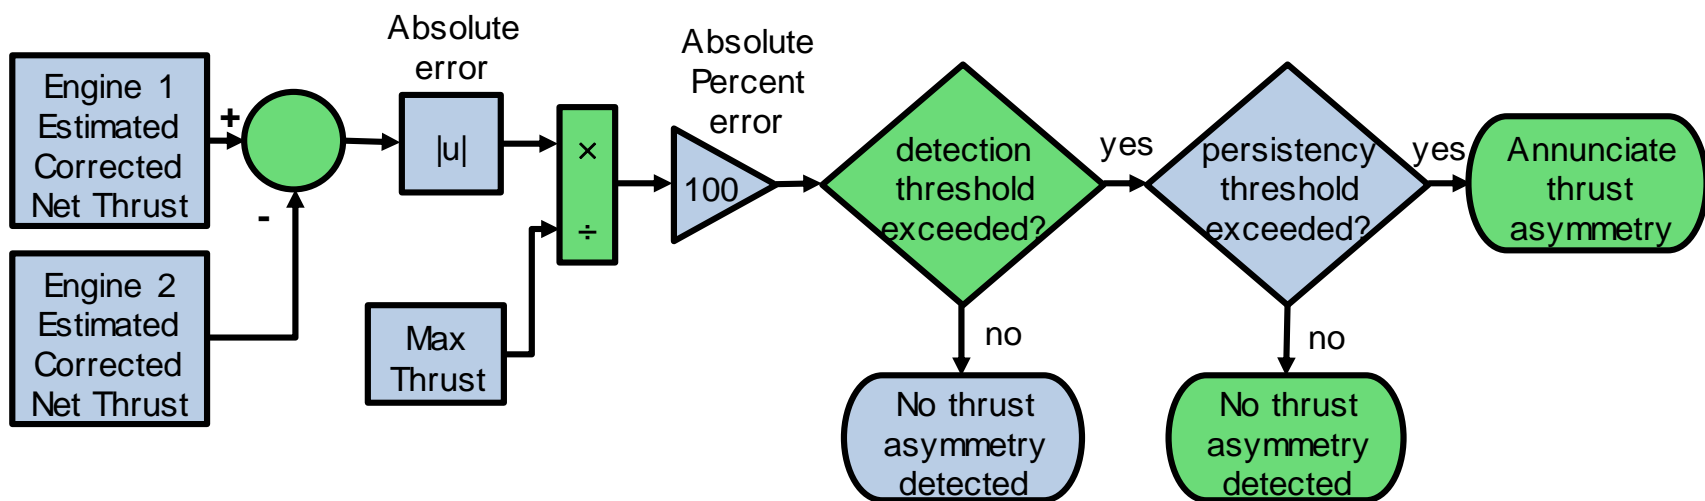 Engine 1
Estimated
Corrected
Net Thrust
+
-
Engine 2
Estimated
Corrected
Net Thrust
Absolute
error
|u|
Max
Thrust
×
÷
Absolute
Percent
error
100
detection
threshold
exceeded?
yes
no
No thrust
asymmetry
detected
persistency
threshold
exceeded?
yes
no
No thrust
asymmetry
detected
Annunciate
thrust
asymmetry